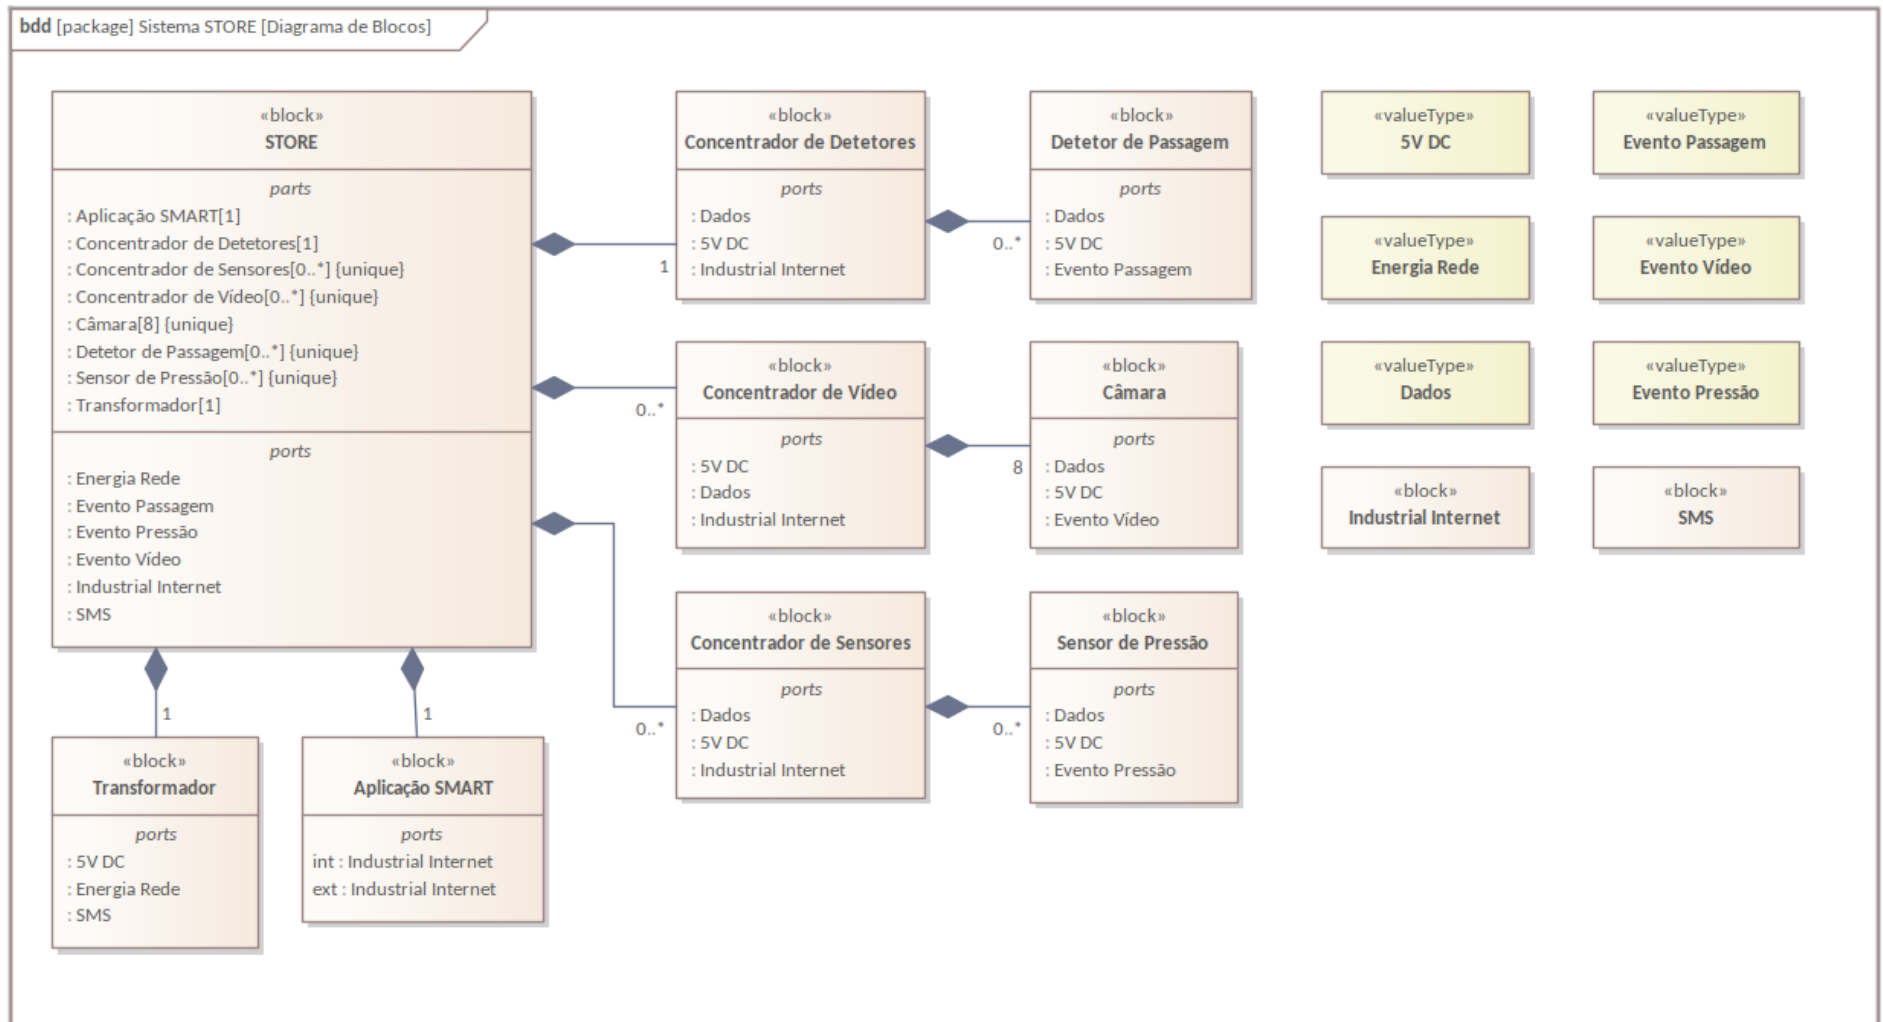 bdd [package] Sistema STORE [Diagrama de Blocos]
«block»
STORE
parts
: Aplicação SMART[1]
: Concentrador de Detetores[1]
: Concentrador de Sensores[0..*] {unique}
: Concentrador de Vídeo[0..*] {unique}
: Câmara[8] {unique}
: Detetor de Passagem[0..*] {unique}
: Sensor de Pressão[0..*] {unique}
: Transformador[1]
ports
: Energia Rede
: Evento Passagem
: Evento Pressão
: Evento Vídeo
: Industrial Internet
: SMS
1
0..*
0..*
1
1
«block»
Transformador
ports
: 5V DC
: Energia Rede
: SMS
«block»
Aplicação SMART
ports
int : Industrial Internet
ext : Industrial Internet
«block»
Concentrador de Detetores
ports
: Dados
: 5V DC
: Industrial Internet
0..*
«block»
Detetor de Passagem
ports
: Dados
: 5V DC
: Evento Passagem
«block»
Concentrador de Vídeo
ports
: 5V DC
: Dados
: Industrial Internet
8
«block»
Câmara
ports
: Dados
: 5V DC
: Evento Vídeo
«block»
Concentrador de Sensores
ports
: Dados
: 5V DC
: Industrial Internet
0..*
«block»
Sensor de Pressão
ports
: Dados
: 5V DC
: Evento Pressão
«valueType»
5V DC
«valueType»
Evento Passagem
«valueType»
Energia Rede
«valueType»
Evento Vídeo
«valueType»
Dados
«valueType»
Evento Pressão
«block»
Industrial Internet
«block»
SMS